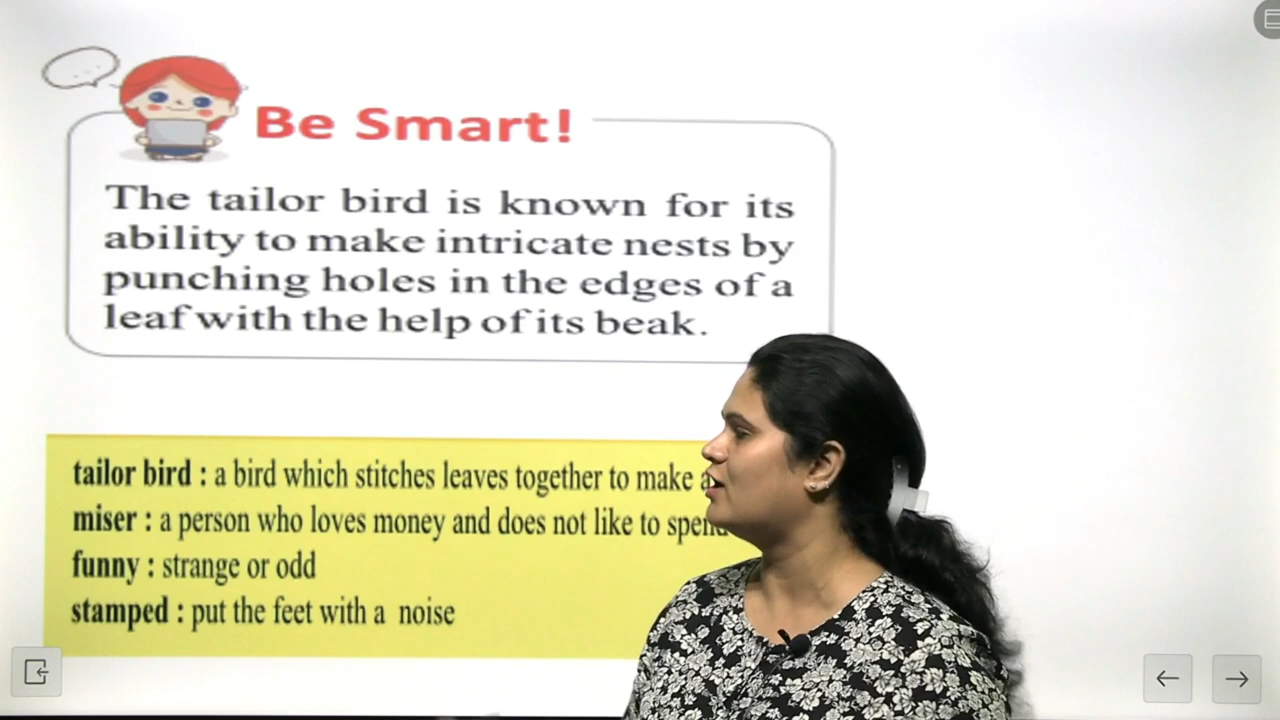 Be Smart!
The tailor bird is known for its
ability to make intricate nests by
punching holes in the edges of a
leaf with the help of its beak.
tailor bird : a bird which stitches leaves together to make
miser : a person who loves money and does not like to spend
funny : strange or odd
stamped : put the feet with a noise